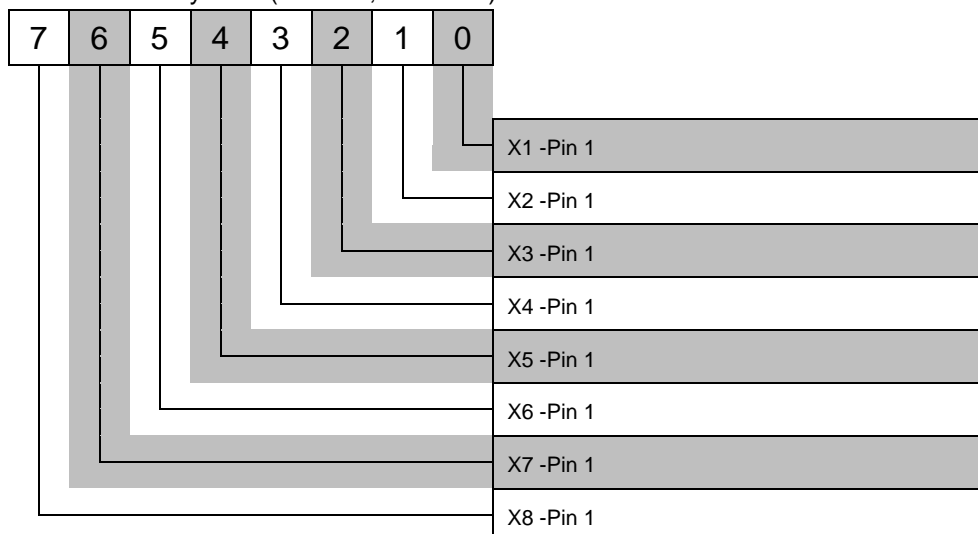 7 6 5 4 3 2 1 0
X1 -Pin 1
X2 -Pin 1
X3 -Pin 1
X4 -Pin 1
X5 -Pin 1
X6 -Pin 1
X7 -Pin 1
X8 -Pin 1